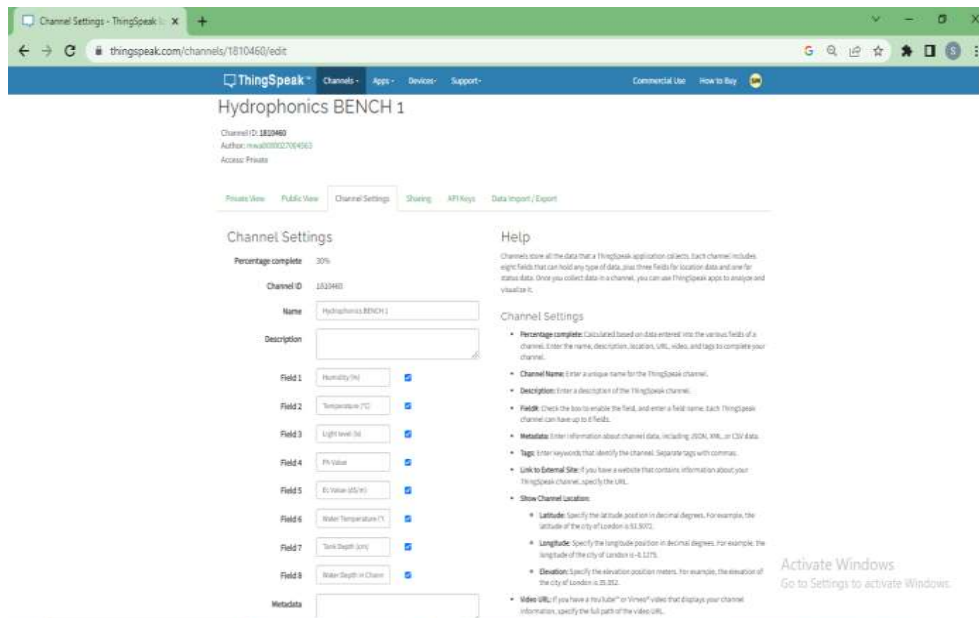 Channel Settings - ThingSpeak
thingspeak.com/channels/1810460/edit
ThingSpeak™ Channels Apps Devices Support Commercial Use How to Buy
Hydrophonics BENCH 1
Channel ID: 1810460
Author:
Access: Private
Private View Public View Channel Settings Sharing API Keys Data Import / Export
Channel Settings
Percentage complete 30%
Channel ID 1810460
Name Hydrophonics BENCH 1
Description
Field 1 Humidity (%)
Field 2 Temperature (°C)
Field 3 Light level (%)
Field 4 Ph Value
Field 5 Ec Value (dS/m)
Field 6 Water Temperature (°C
Field 7 Tank Depth (cm)
Field 8 Water Depth in Chann
Metadata
Help
Channels store all the data that a ThingSpeak application collects. Each channel includes
eight fields that can hold any type of data, plus three fields for location data and one for
status data. Once you collect data in a channel, you can use ThingSpeak apps to analyze and
visualize it.
Channel Settings
• Percentage complete: Calculated based on data entered into the various fields of a
channel. Enter the name, description, location, URL, video, and tags to complete your
channel.
• Channel Name: Enter a unique name for the ThingSpeak channel.
• Description: Enter a description of the ThingSpeak channel.
• Field#: Check the box to enable the field, and enter a field name. Each ThingSpeak
channel can have up to 8 fields.
• Metadata: Enter information about channel data, including JSON, XML, or CSV data.
• Tags: Enter keywords that identify the channel. Separate tags with commas.
• Link to External Site: If you have a website that contains information about your
ThingSpeak channel, specify the URL.
• Show Channel Location:
Latitude: Specify the latitude position in decimal degrees. For example, the
latitude of the city of London is 51.5072.
Longitude: Specify the longitude position in decimal degrees. For example, the
longitude of the city of London is -0.1275.
Elevation: Specify the elevation position meters. For example, the elevation of
the city of London is 35.052.
• Video URL: If you have a YouTube™ or Vimeo® video that displays your channel
information, specify the full path of the video URL.
Activate Windows
Go to Settings to activate Windows.